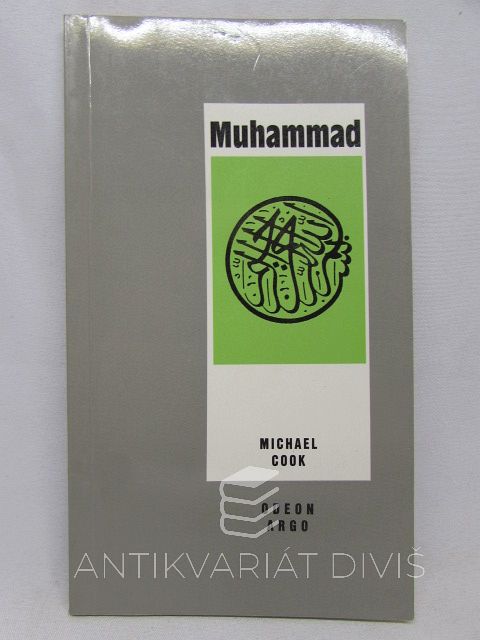 Muhammad
MICHAEL
COOK
ODEON
ARGO
ANTIKVARIÁT DIVIŠ